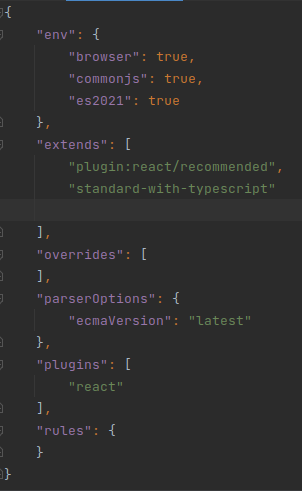 {
    "env": {
        "browser": true,
        "commonjs": true,
        "es2021": true
    },
    "extends": [
        "plugin:react/recommended",
        "standard-with-typescript"
    ],
    "overrides": [
    ],
    "parserOptions": {
        "ecmaVersion": "latest"
    },
    "plugins": [
        "react"
    ],
    "rules": {
    }
}